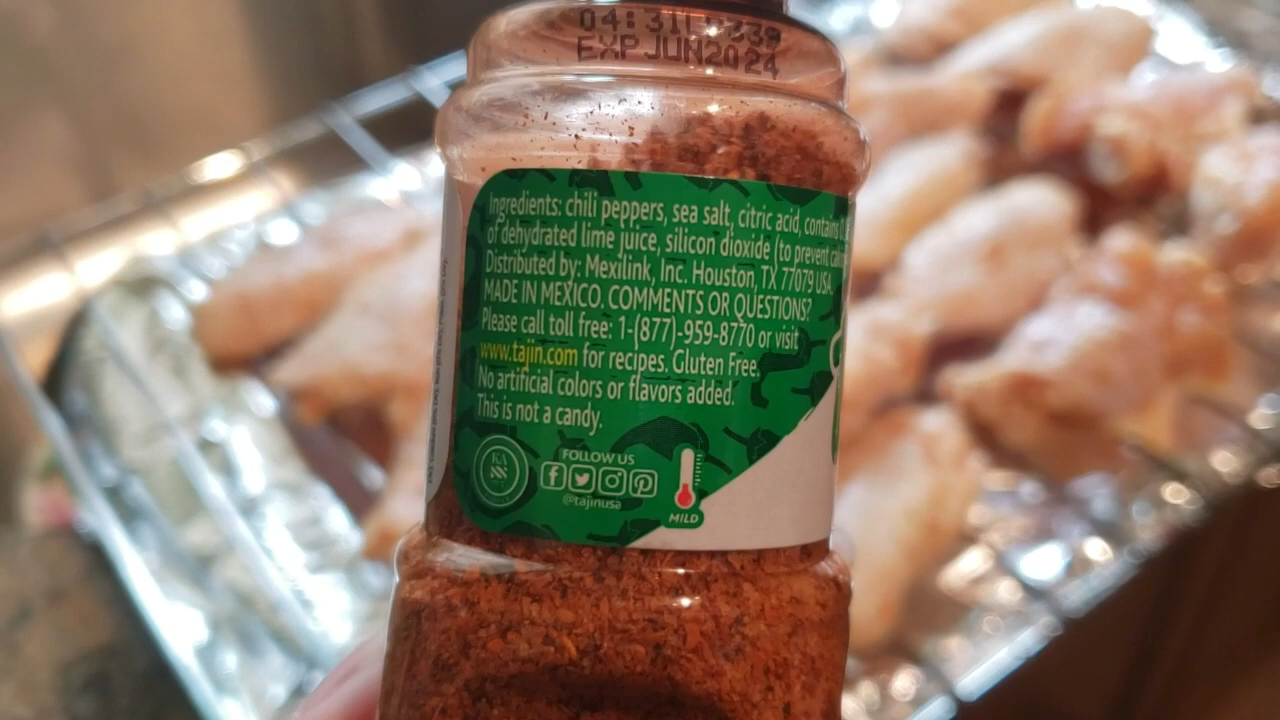 04:31L 339
EXP JUN2024
Ingredients: chili peppers, sea salt, citric acid, contains
of dehydrated lime juice, silicon dioxide (to prevent
Distributed by: Mexilink, Inc. Houston, TX 77079 USA.
MADE IN MEXICO. COMMENTS OR QUESTIONS?
Please call toll free: 1-(877)-959-8770 or visit
www.tajin.com for recipes. Gluten Free.
No artificial colors or flavors added.
This is not a candy.
KA
FOLLOW US
@tajinusa
MILD